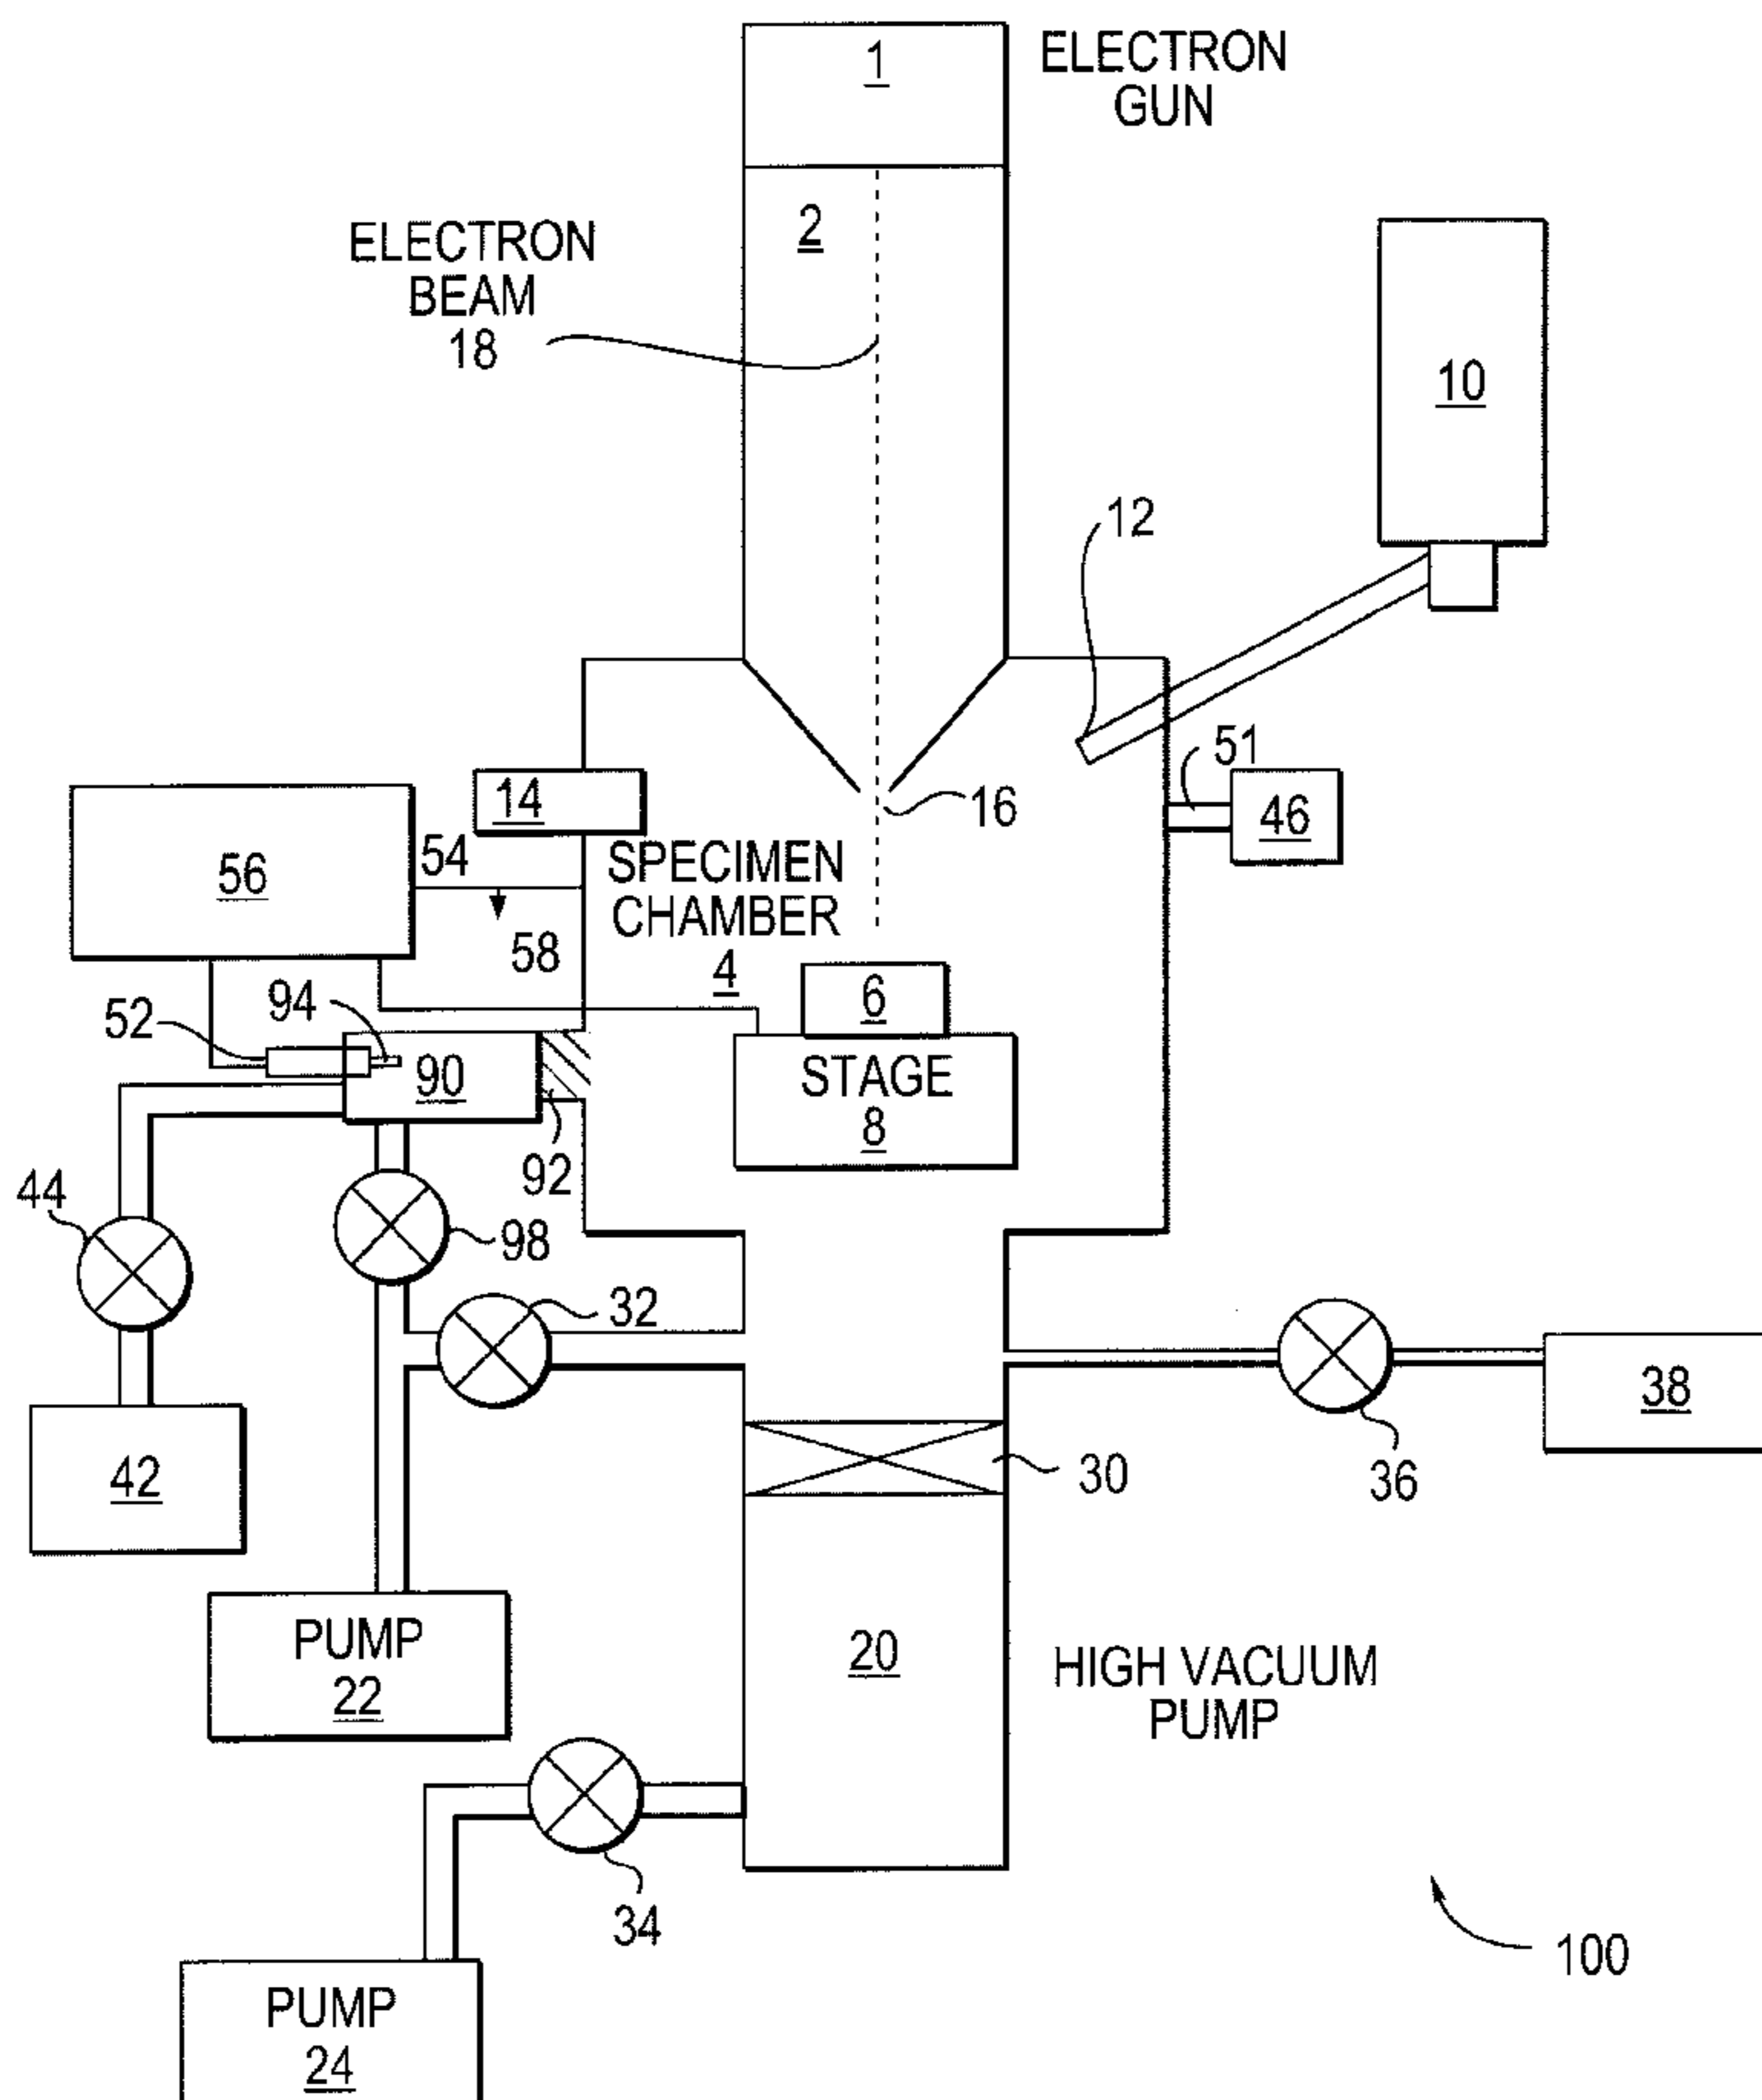 1
ELECTRON
GUN
2
ELECTRON
BEAM
18
10
12
51
14
16
46
56
54
SPECIMEN
CHAMBER
4
58
6
94
52
90
STAGE
8
92
44
98
32
38
42
30
36
PUMP
22
20
HIGH VACUUM
PUMP
34
100
PUMP
24